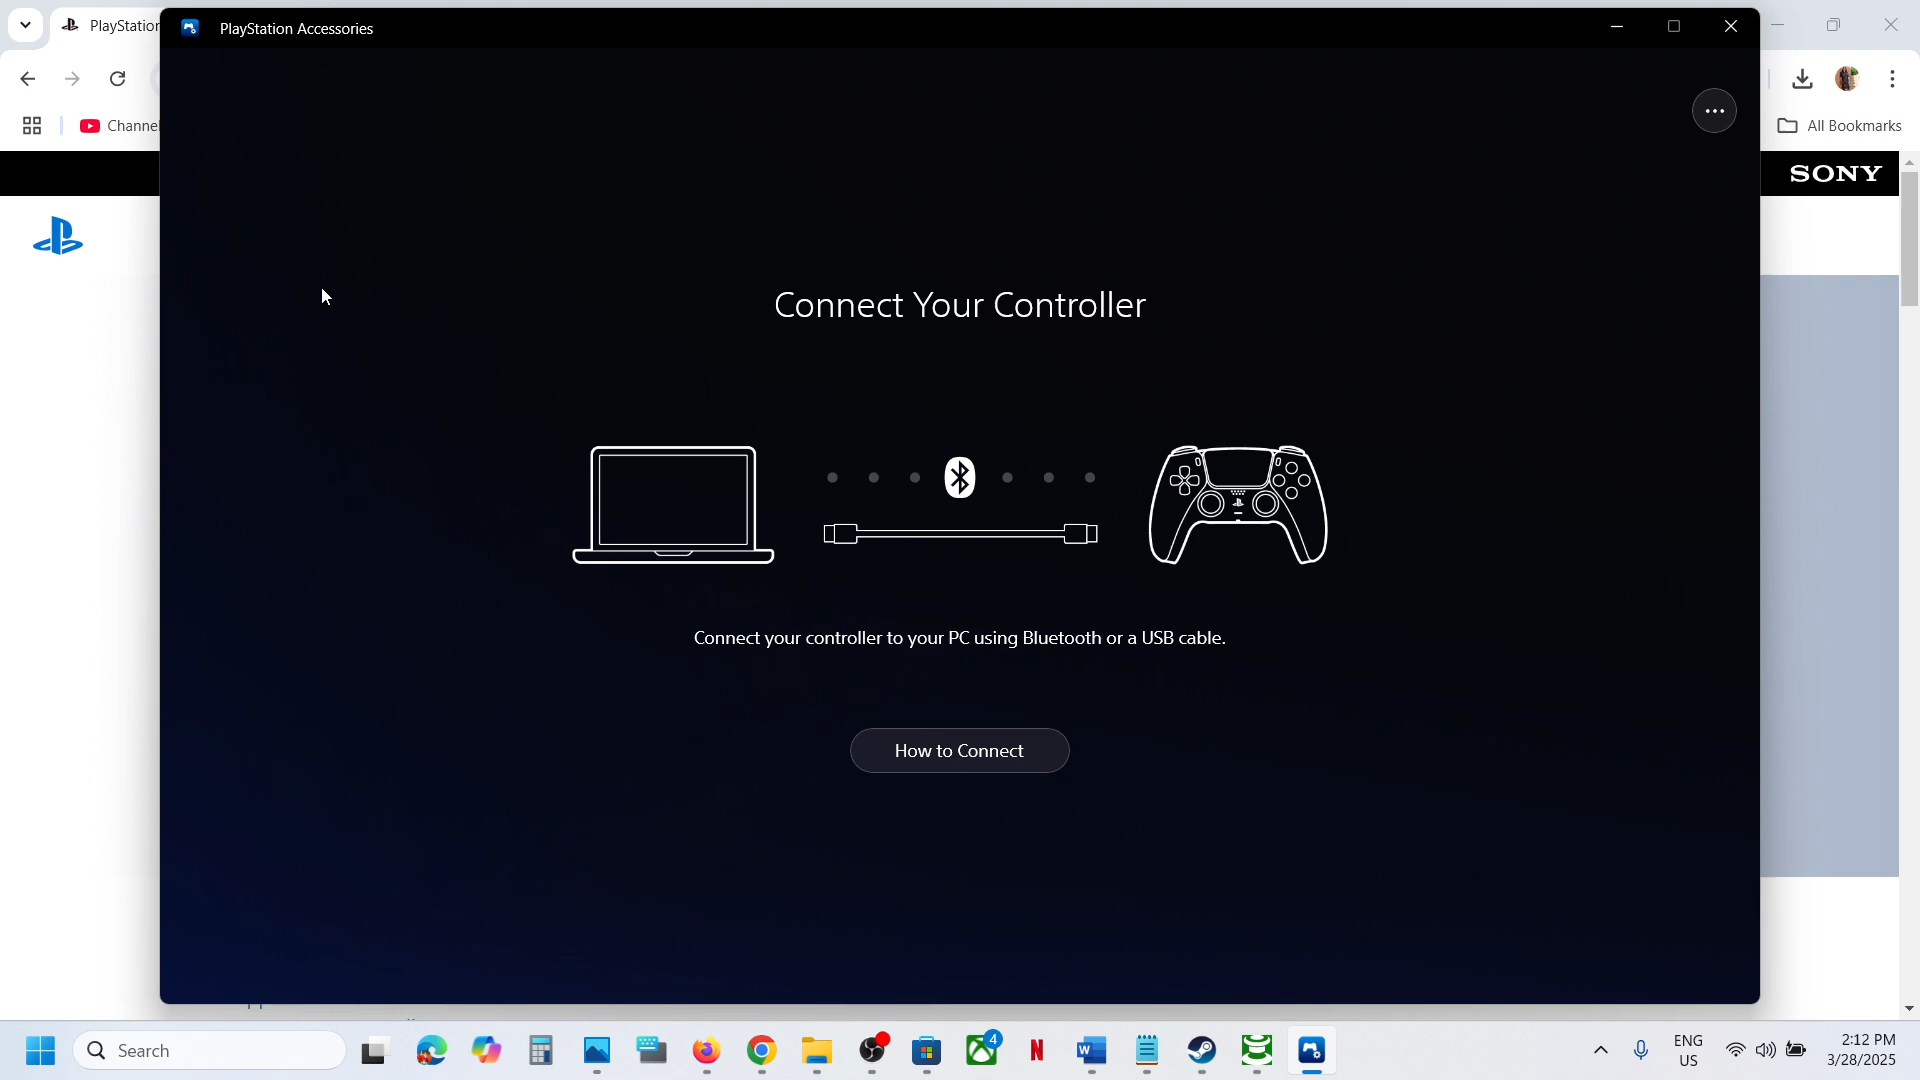 PlayStation
PlayStation Accessories
Channel
All Bookmarks
SONY
Connect Your Controller
Connect your controller to your PC using Bluetooth or a USB cable.
How to Connect
Search
4
N
W
ENG
US
2:12 PM
3/28/2025